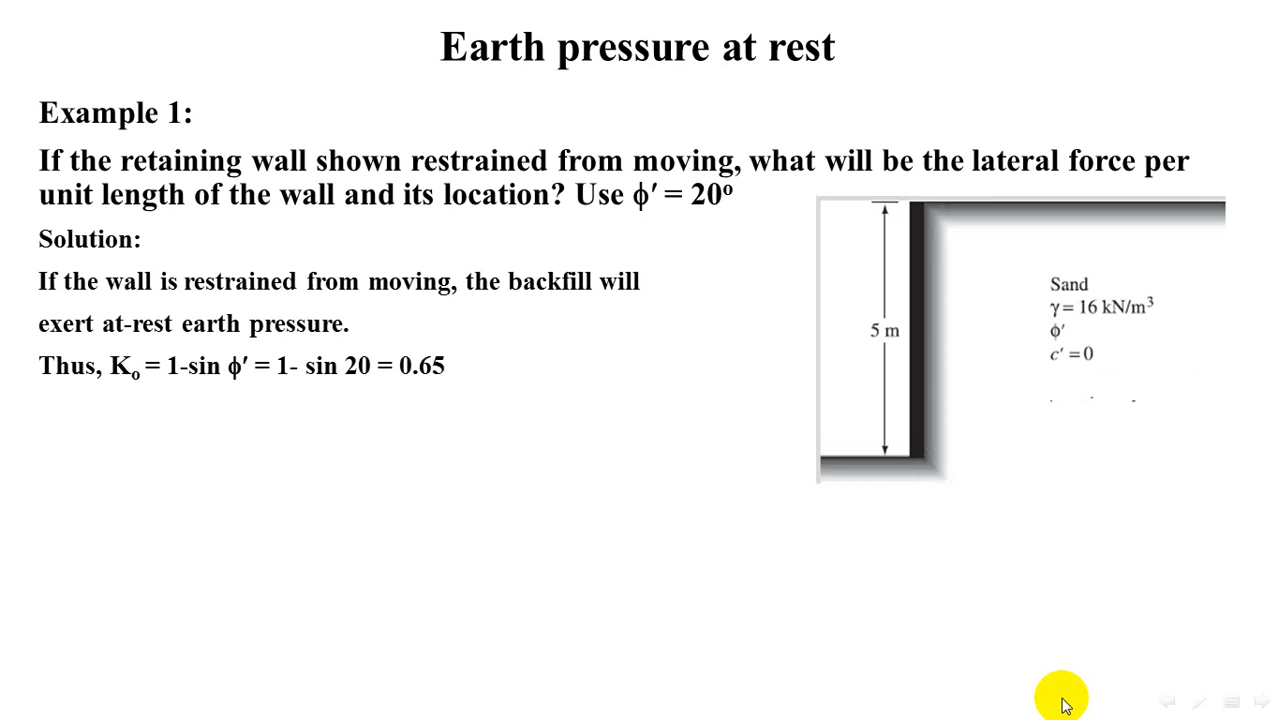 Earth pressure at rest
Example 1:
If the retaining wall shown restrained from moving, what will be the lateral force per
unit length of the wall and its location? Use ϕ′ = 20º
Solution:
If the wall is restrained from moving, the backfill will
exert at-rest earth pressure.
Thus, Kₒ = 1-sin ϕ′ = 1- sin 20 = 0.65
5 m
Sand
γ = 16 kN/m³
ϕ′
c′ = 0